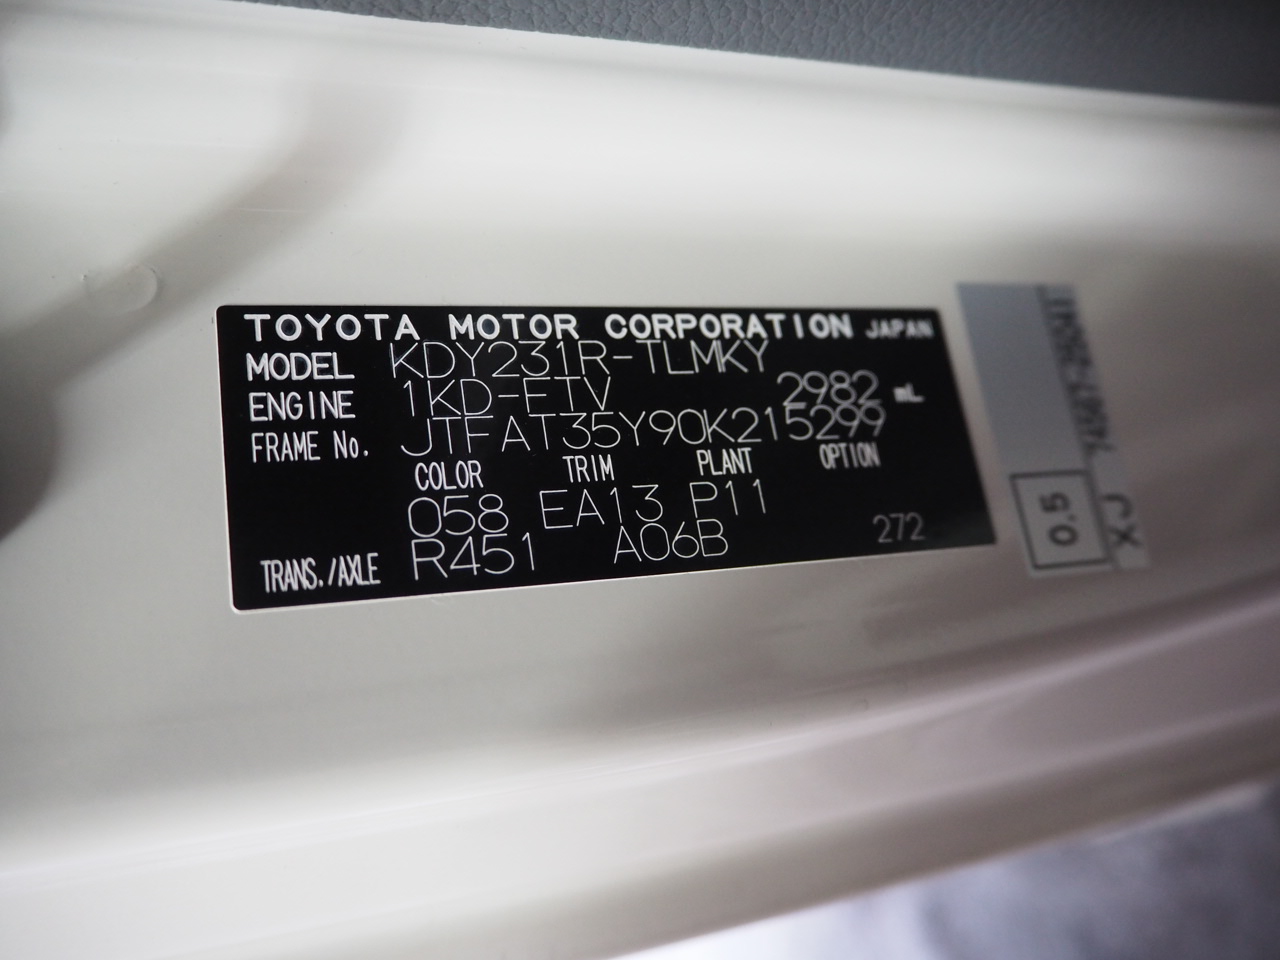 TOYOTA MOTOR CORPORATION JAPAN
MODEL KDY231R-TLMKY
ENGINE 1KD-FTV 2982 mL
FRAME No. JTFAT35Y90K215299
COLOR TRIM PLANT OPTION
058 EA13 P11
TRANS./AXLE R451 A06B 272
0.5
XJ